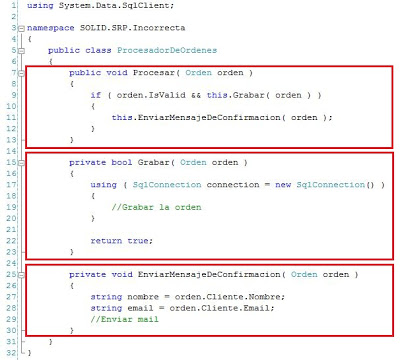 1 using System.Data.SqlClient;
2
3 namespace SOLID.SRP.Incorrecta
4 {
5 public class ProcesadorDeOrdenes
6 {
7 public void Procesar( Orden orden )
8 {
9 if ( orden.IsValid && this.Grabar( orden ) )
10 {
11 this.EnviarMensajeDeConfirmacion( orden );
12 }
13 }
14
15 private bool Grabar( Orden orden )
16 {
17 using ( SqlConnection connection = new SqlConnection() )
18 {
19 //Grabar la orden
20 }
21
22 return true;
23 }
24
25 private void EnviarMensajeDeConfirmacion( Orden orden )
26 {
27 string nombre = orden.Cliente.Nombre;
28 string email = orden.Cliente.Email;
29 //Enviar mail
30 }
31 }
32 }